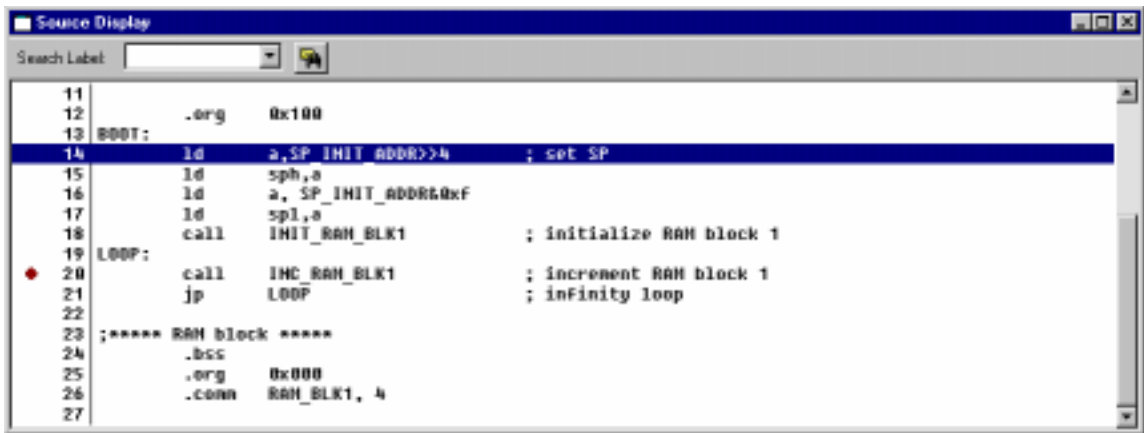 Source Display
Search Label:
11
12 .org 0x100
13 BOOT:
14 ld a,SP_INIT_ADDR>>4 ; set SP
15 ld sph,a
16 ld a, SP_INIT_ADDR&0xf
17 ld spl,a
18 call INIT_RAM_BLK1 ; initialize RAM block 1
19 LOOP:
20 call INC_RAM_BLK1 ; increment RAM block 1
21 jp LOOP ; infinity loop
22
23 ;***** RAM block *****
24 .bss
25 .org 0x000
26 .comm RAM_BLK1, 4
27